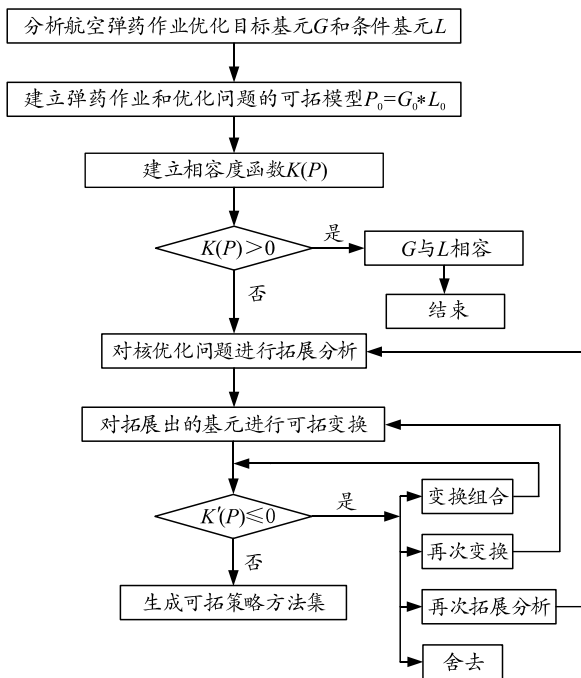 分析航空弹药作业优化目标基元G和条件基元L
建立弹药作业和优化问题的可拓模型P₀=G₀*L₀
建立相容度函数K(P)
K(P)>0
是
G与L相容
否
结束
对核优化问题进行拓展分析
对拓展出的基元进行可拓变换
K′(P)≤0
是
变换组合
否
再次变换
生成可拓策略方法集
再次拓展分析
舍去